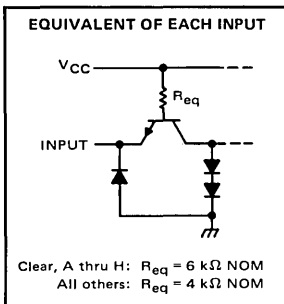 EQUIVALENT OF EACH INPUT
VCC
Req
INPUT
Clear, A thru H: Req = 6 kΩ NOM
All others: Req = 4 kΩ NOM